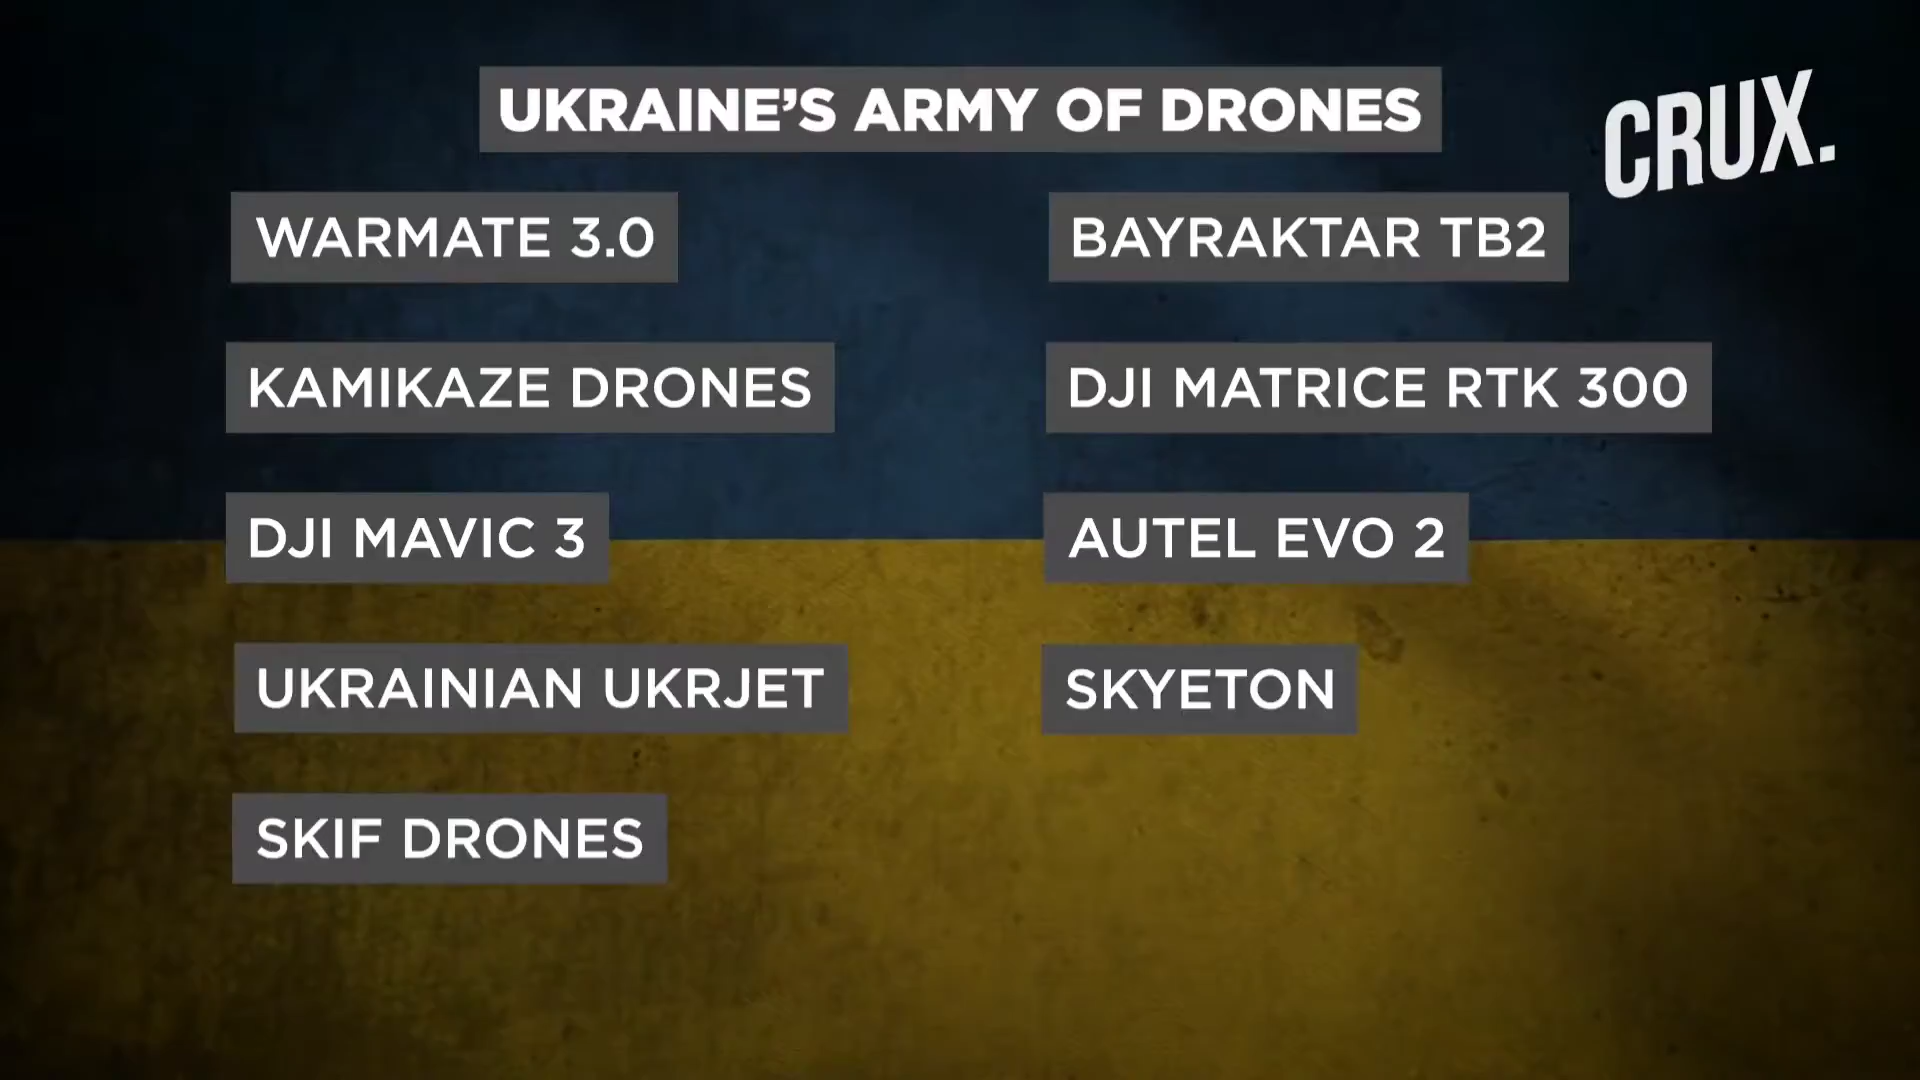 UKRAINE'S ARMY OF DRONES
CRUX.
WARMATE 3.0
BAYRAKTAR TB2
KAMIKAZE DRONES
DJI MATRICE RTK 300
DJI MAVIC 3
AUTEL EVO 2
UKRAINIAN UKRJET
SKYETON
SKIF DRONES